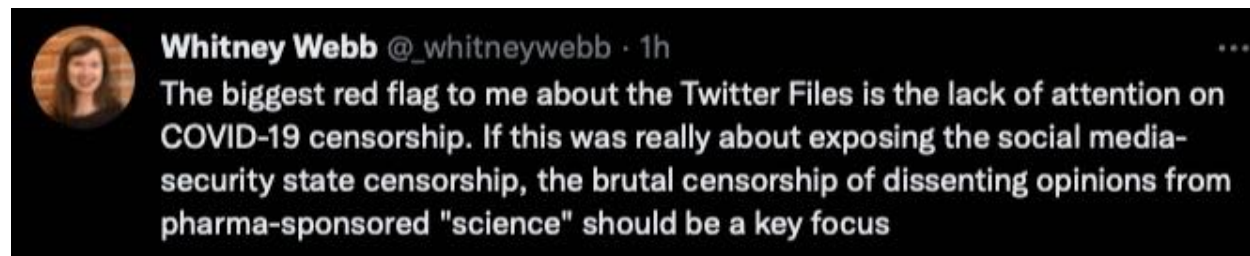 Whitney Webb @_whitneywebb · 1h
The biggest red flag to me about the Twitter Files is the lack of attention on
COVID-19 censorship. If this was really about exposing the social media-
security state censorship, the brutal censorship of dissenting opinions from
pharma-sponsored "science" should be a key focus